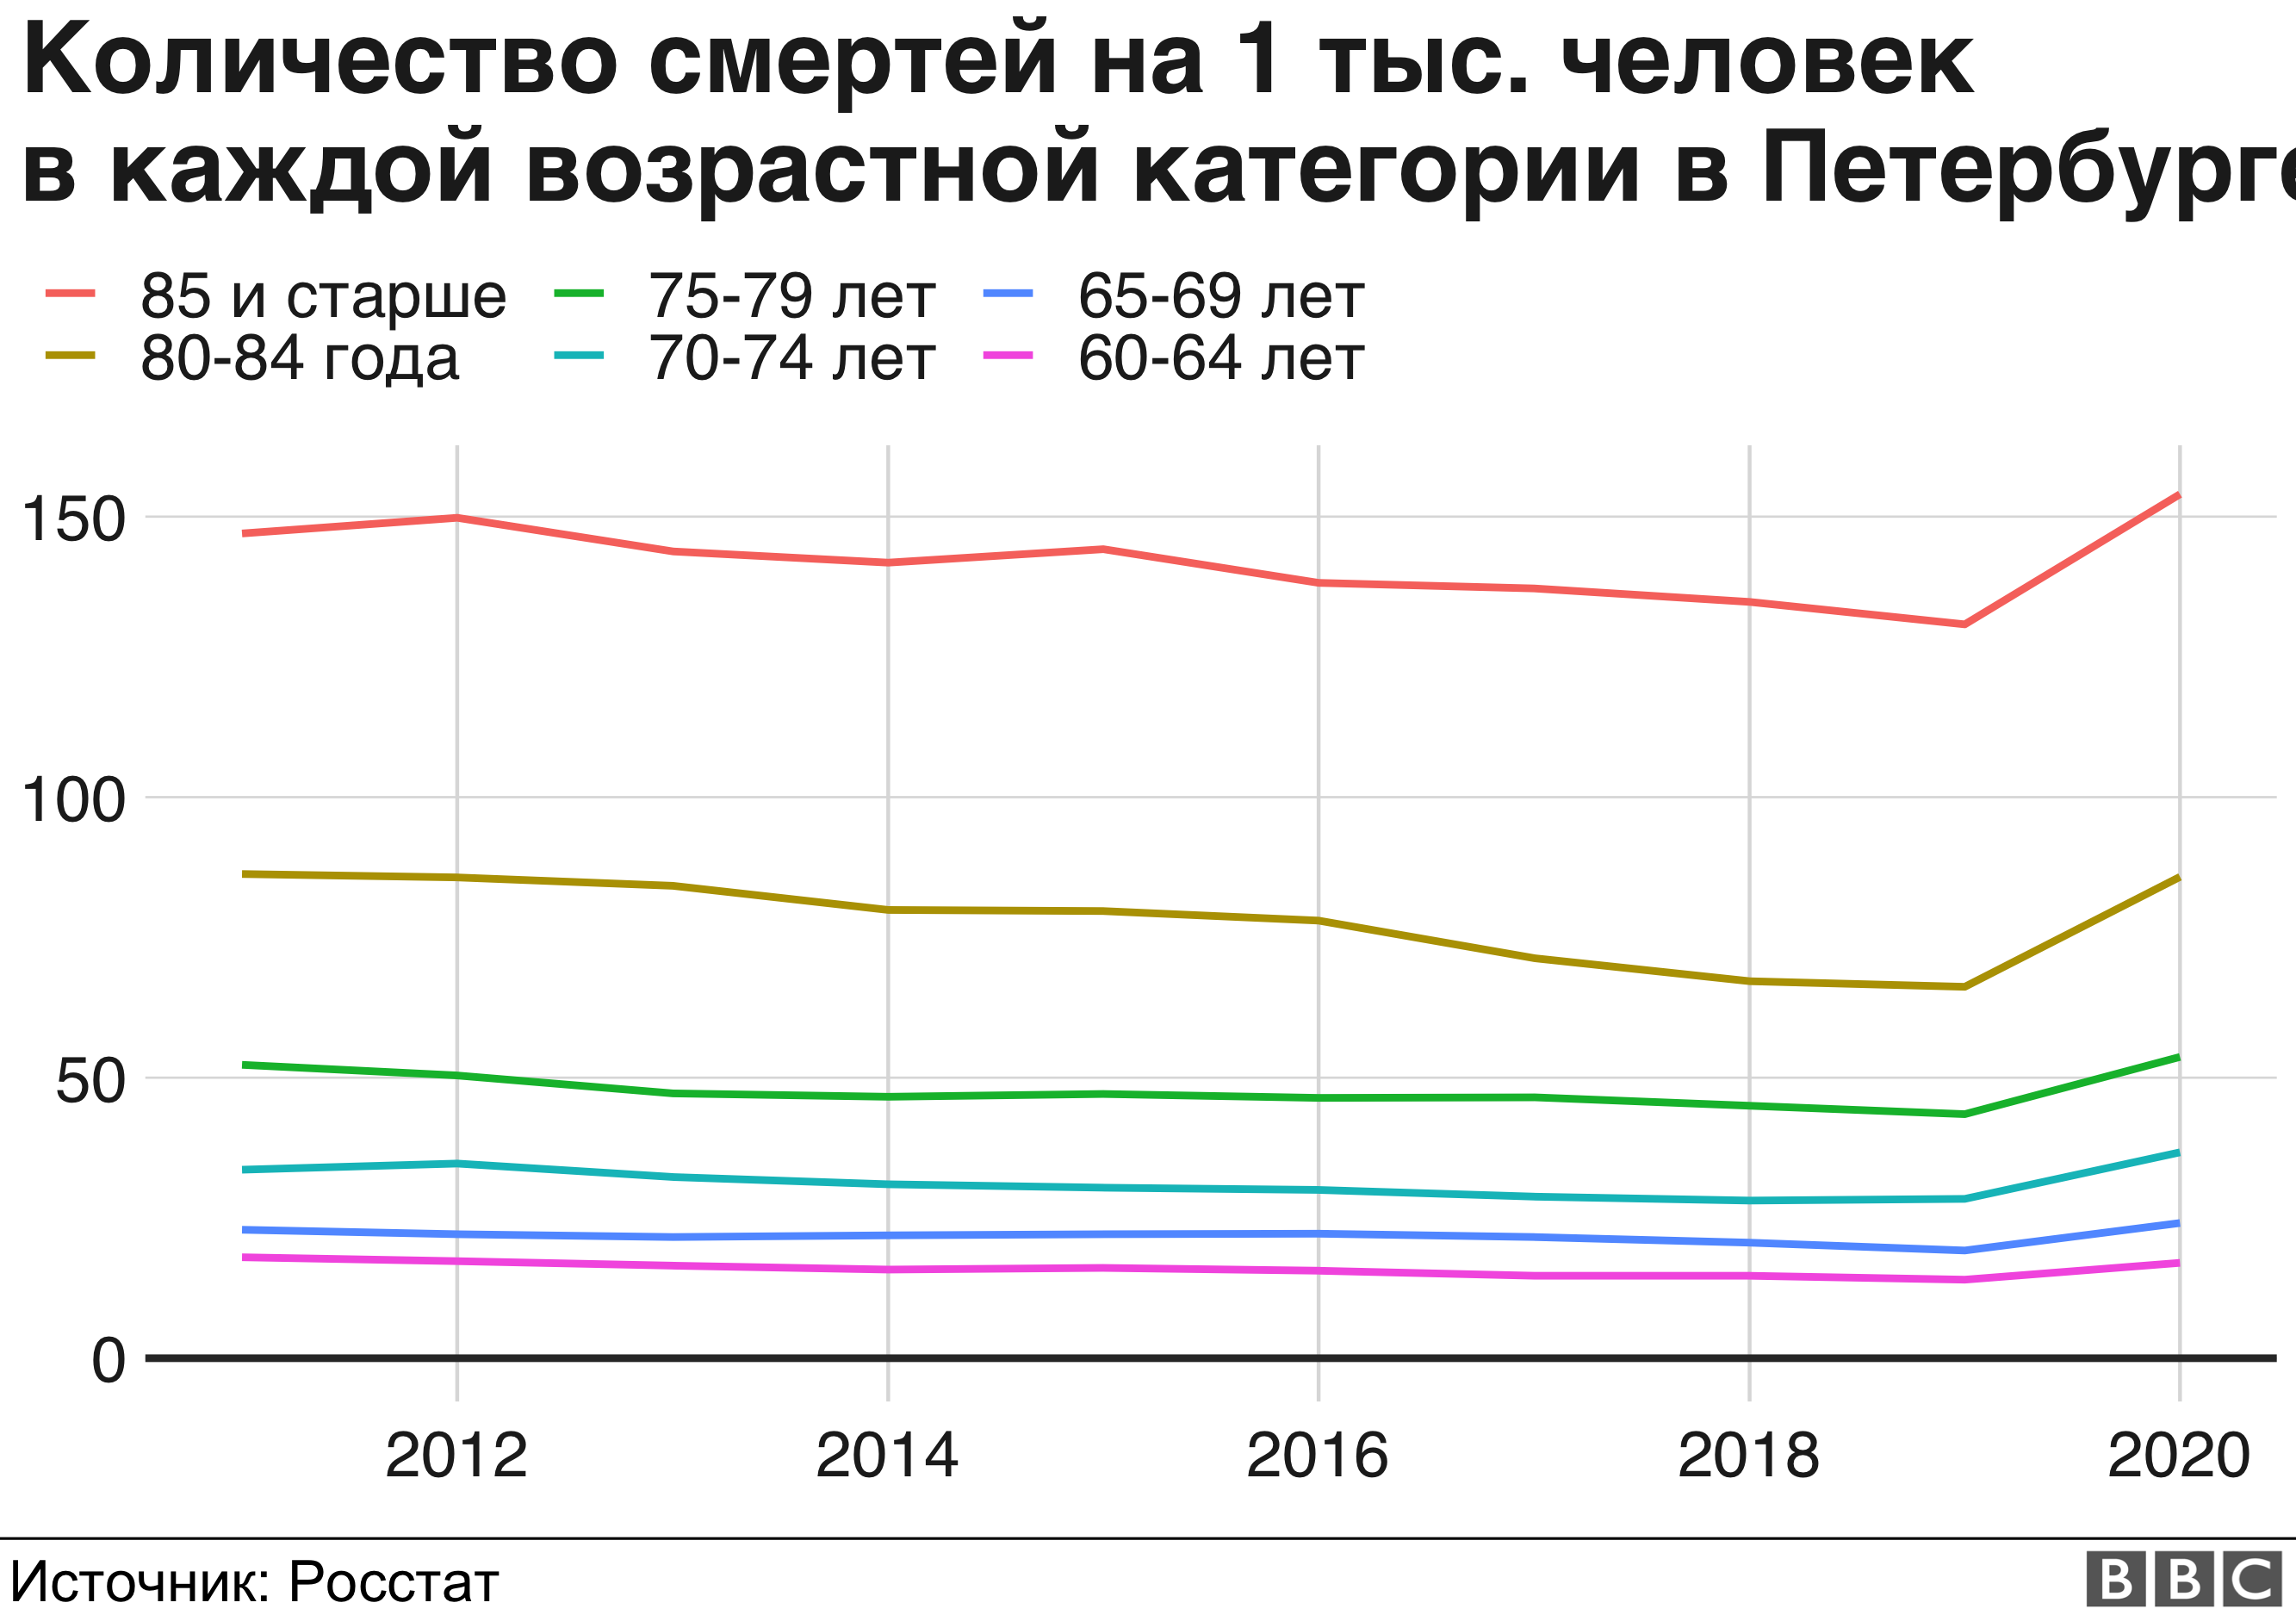 Количество смертей на 1 тыс. человек
в каждой возрастной категории в Петербурге
85 и старше
75-79 лет
65-69 лет
80-84 года
70-74 лет
60-64 лет
150
100
50
0
2012
2014
2016
2018
2020
Источник: Росстат
BBC